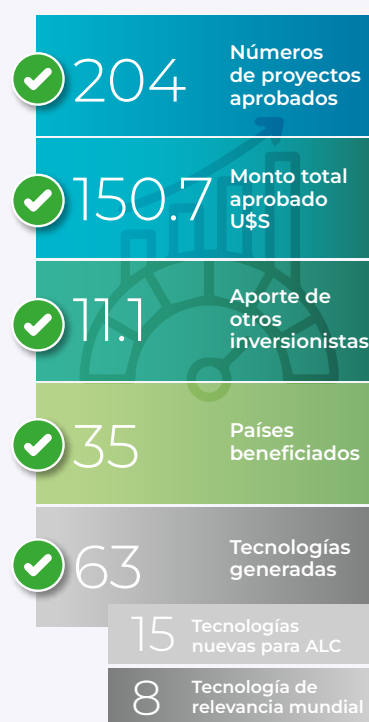 204
Números
de proyectos
aprobados
150.7
Monto total
aprobado
U$S
11.1
Aporte de
otros
inversionistas
35
Países
beneficiados
63
Tecnologías
generadas
15
Tecnologías
nuevas para ALC
8
Tecnología de
relevancia mundial